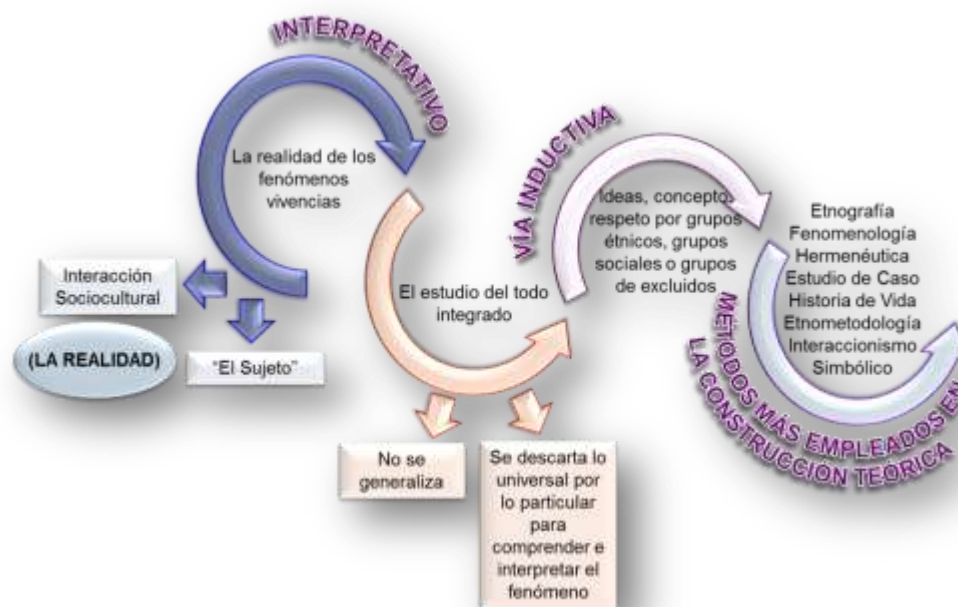 INTERPRETATIVO
La realidad de los
fenómenos
vivencias
Interacción
Sociocultural
(LA REALIDAD)
"El Sujeto"
El estudio del todo
integrado
No se
generaliza
Se descarta lo
universal por
lo particular
para
comprender e
interpretar el
fenómeno
VÍA INDUCTIVA
Ideas, concepto,
respeto por grupos
étnicos, grupos
sociales o grupos
de excluidos
Etnografía
Fenomenología
Hermenéutica
Estudio de Caso
Historia de Vida
Etnometodología
Interaccionismo
Simbólico
MÉTODOS MÁS EMPLEADOS EN
LA CONSTRUCCIÓN TEÓRICA